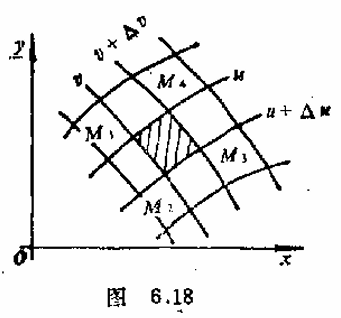 y
v + Δv
v
M₄
u
M₁
u + Δu
M₃
M₂
O
x
图 6.18